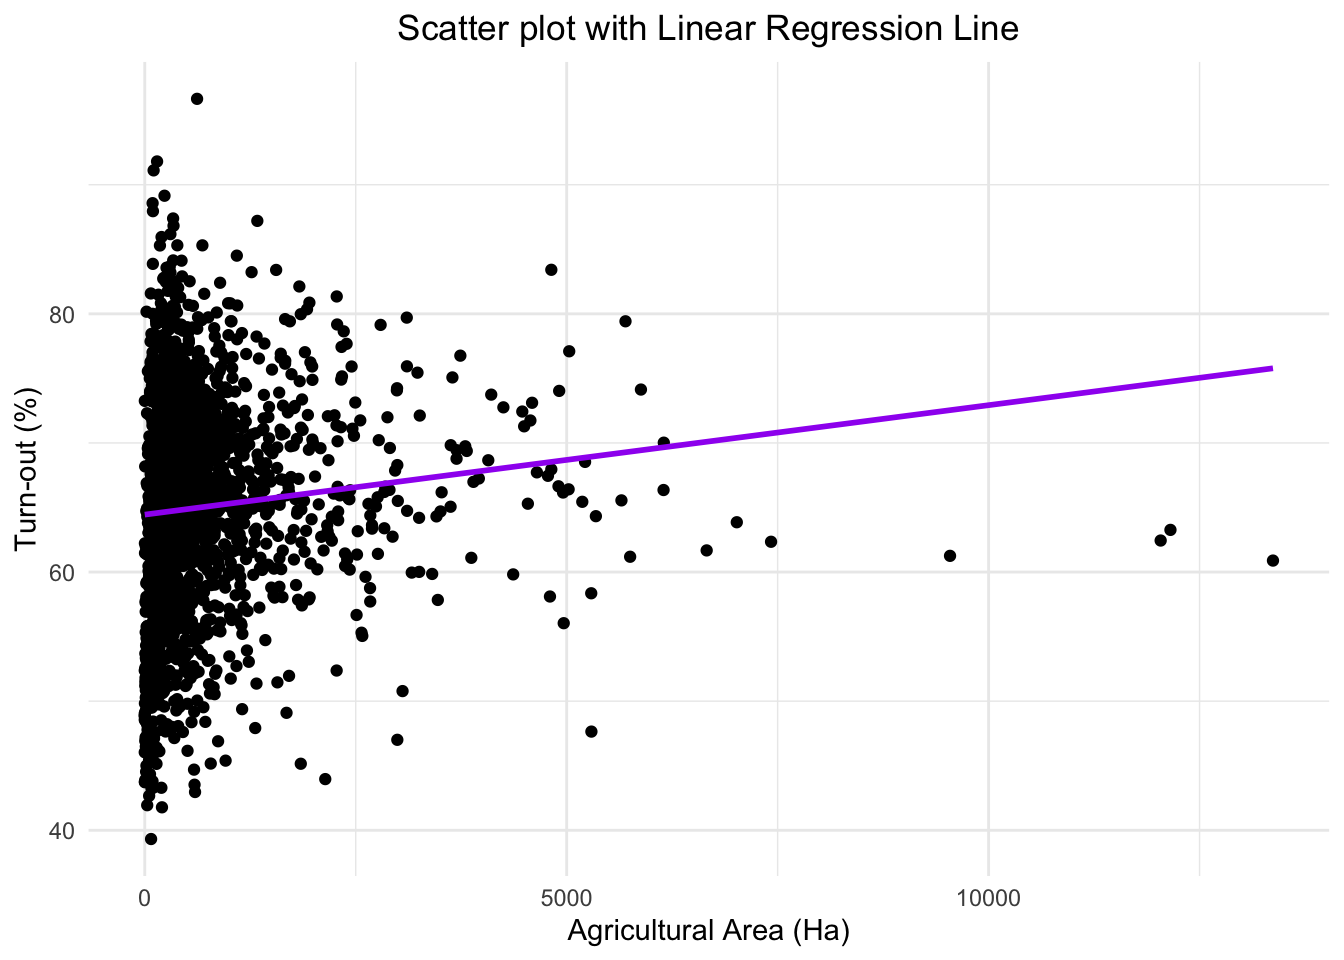 Scatter plot with Linear Regression Line
Turn-out (%)
80
60
40
0
5000
10000
Agricultural Area (Ha)